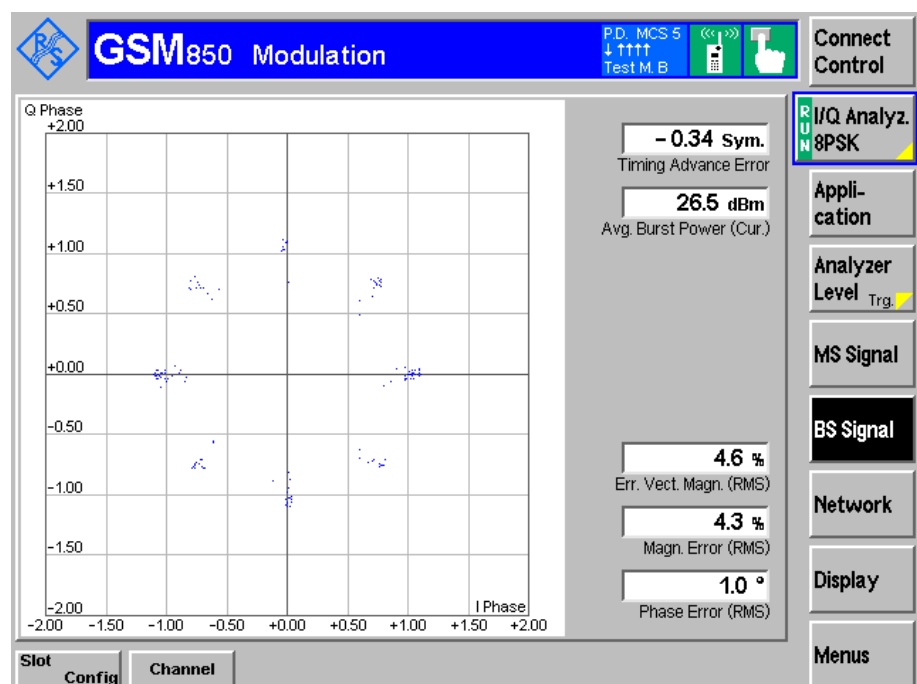 R&S
GSM850 Modulation
P.D. MCS 5
↓ ↑↑↑↑
Test M. B
Connect
Control
Q Phase
+2.00
+1.50
+1.00
+0.50
+0.00
-0.50
-1.00
-1.50
-2.00
I Phase
-2.00 -1.50 -1.00 -0.50 +0.00 +0.50 +1.00 +1.50 +2.00
- 0.34 Sym.
Timing Advance Error
26.5 dBm
Avg. Burst Power (Cur.)
4.6 %
Err. Vect. Magn. (RMS)
4.3 %
Magn. Error (RMS)
1.0 °
Phase Error (RMS)
RUN
I/Q Analyz.
8PSK
Appli-
cation
Analyzer
Level Trg.
MS Signal
BS Signal
Network
Display
Menus
Slot
Config
Channel